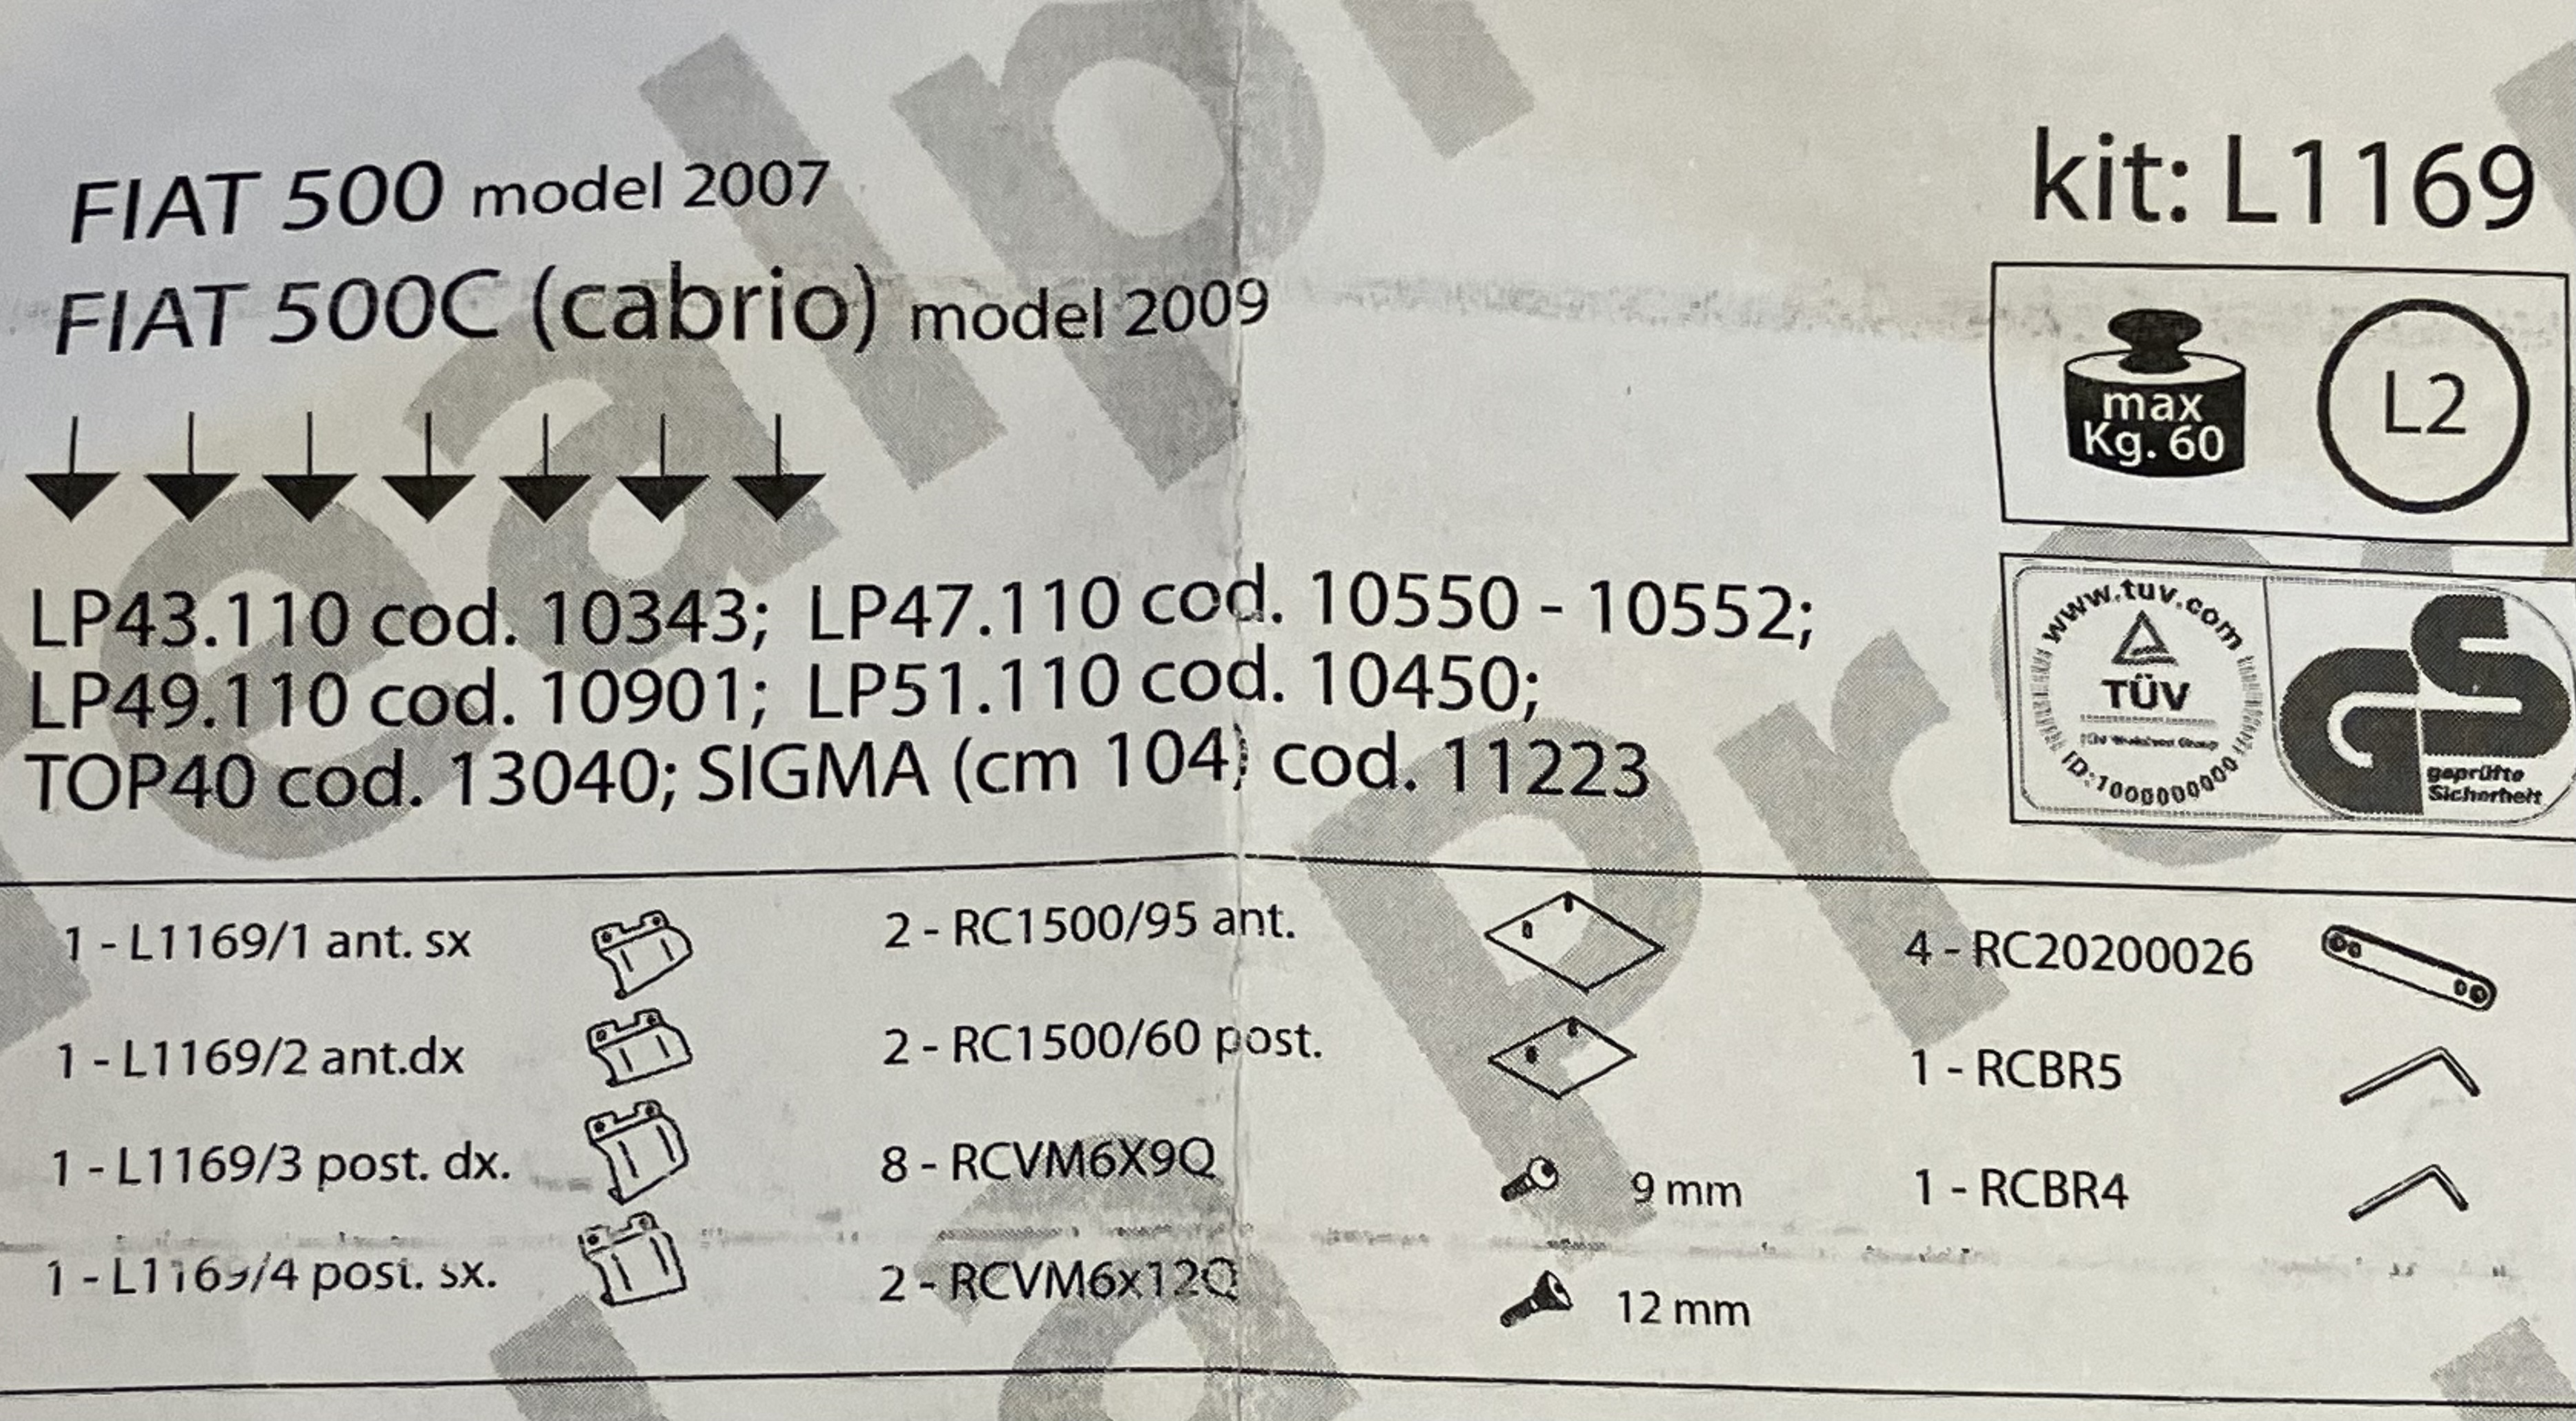 FIAT 500 model 2007
FIAT 500C (cabrio) model 2009
kit: L1169
max
Kg. 60
L2
LP43.110 cod. 10343; LP47.110 cod. 10550 - 10552;
LP49.110 cod. 10901; LP51.110 cod. 10450;
TOP40 cod. 13040; SIGMA (cm 104) cod. 11223
www.tuv.com
TÜV
ID:1000000000
GS
geprüfte
Sicherheit
1 - L1169/1 ant. sx
1 - L1169/2 ant.dx
1 - L1169/3 post. dx.
1 - L1169/4 post. sx.
2 - RC1500/95 ant.
2 - RC1500/60 post.
8 - RCVM6X9Q 9 mm
2 - RCVM6x12Q 12 mm
4 - RC20200026
1 - RCBR5
1 - RCBR4